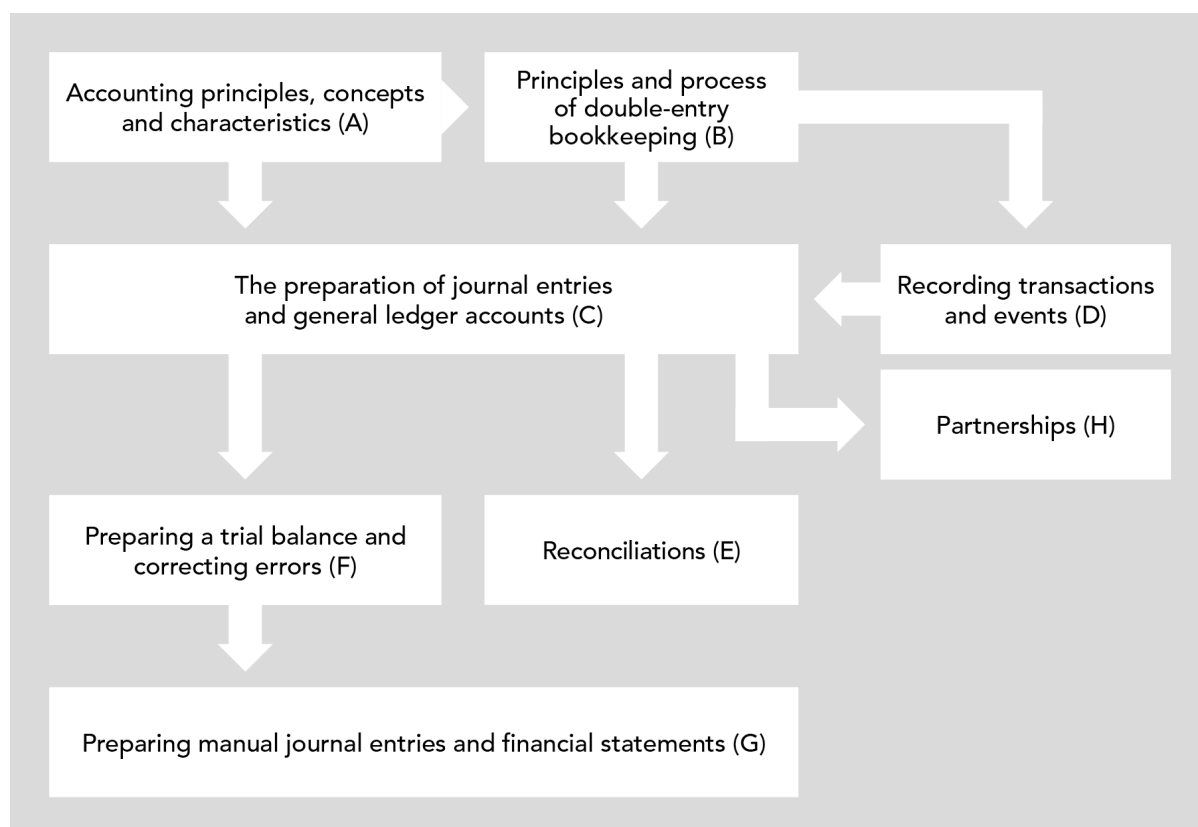 Accounting principles, concepts
and characteristics (A)
Principles and process
of double-entry
bookkeeping (B)
The preparation of journal entries
and general ledger accounts (C)
Recording transactions
and events (D)
Partnerships (H)
Preparing a trial balance and
correcting errors (F)
Reconciliations (E)
Preparing manual journal entries and financial statements (G)